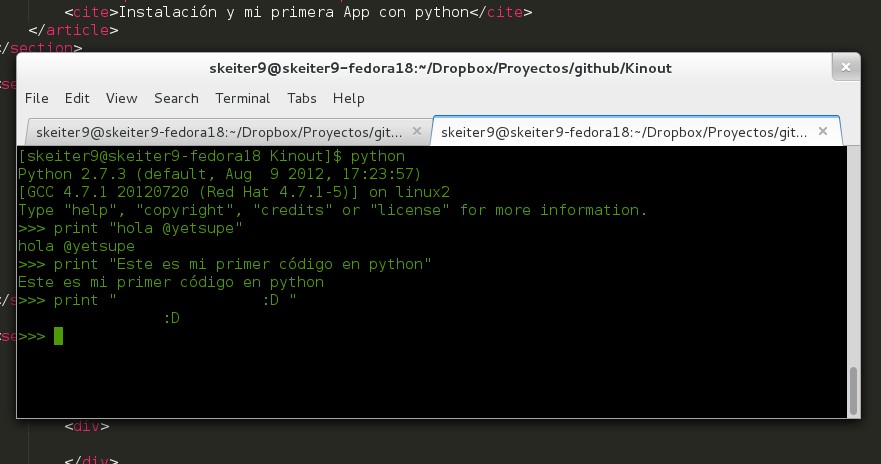 <cite>Instalación y mi primera App con python</cite>
</article>
</section>
skeiter9@skeiter9-fedora18:~/Dropbox/Proyectos/github/Kinout
File Edit View Search Terminal Tabs Help
skeiter9@skeiter9-fedora18:~/Dropbox/Proyectos/git... × skeiter9@skeiter9-fedora18:~/Dropbox/Proyectos/git... ×
[skeiter9@skeiter9-fedora18 Kinout]$ python
Python 2.7.3 (default, Aug  9 2012, 17:23:57)
[GCC 4.7.1 20120720 (Red Hat 4.7.1-5)] on linux2
Type "help", "copyright", "credits" or "license" for more information.
>>> print "hola @yetsupe"
hola @yetsupe
>>> print "Este es mi primer código en python"
Este es mi primer código en python
>>> print "                :D "
                :D
>>>
<div>
</div>